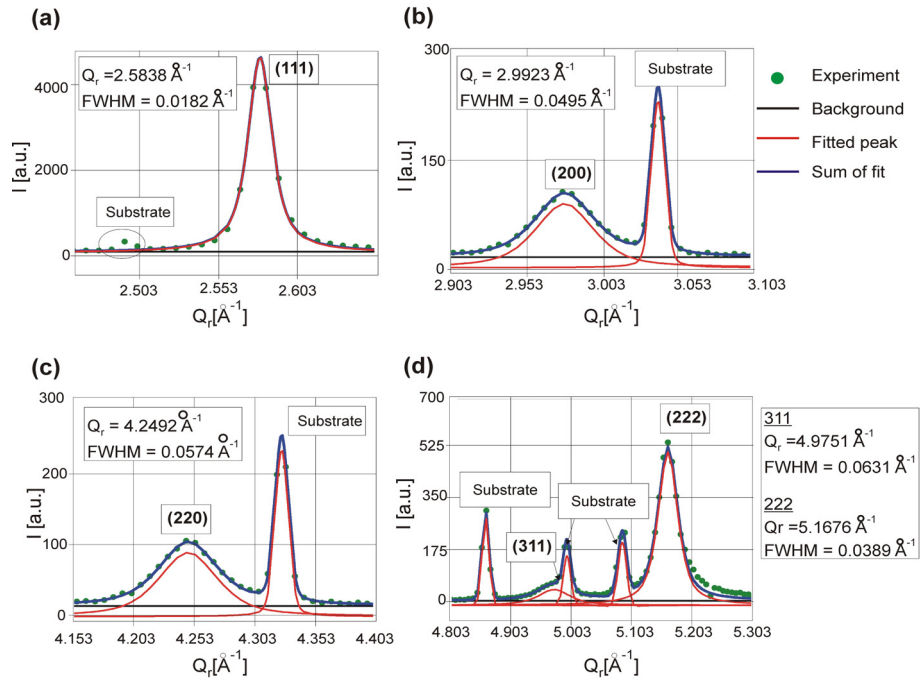 (a)
Q_r =2.5838 Å^-1
FWHM = 0.0182 Å^-1
(111)
Substrate
I [a.u.]
4000
2000
0
2.503
2.553
2.603
Q_r[Å^-1]
(b)
Q_r = 2.9923 Å^-1
FWHM = 0.0495 Å^-1
(200)
Substrate
I [a.u.]
300
150
0
2.903
2.953
3.003
3.053
3.103
Q_r[Å^-1]
Experiment
Background
Fitted peak
Sum of fit
(c)
Q_r = 4.2492 Å^-1
FWHM = 0.0574 Å^-1
(220)
Substrate
I [a.u.]
300
200
100
0
4.153
4.203
4.253
4.303
4.353
4.403
Q_r[Å^-1]
(d)
Substrate
(311)
Substrate
(222)
I [a.u.]
700
525
350
175
0
4.803
4.903
5.003
5.103
5.203
5.303
Q_r[Å^-1]
311
Q_r =4.9751 Å^-1
FWHM = 0.0631 Å^-1
222
Qr =5.1676 Å^-1
FWHM = 0.0389 Å^-1